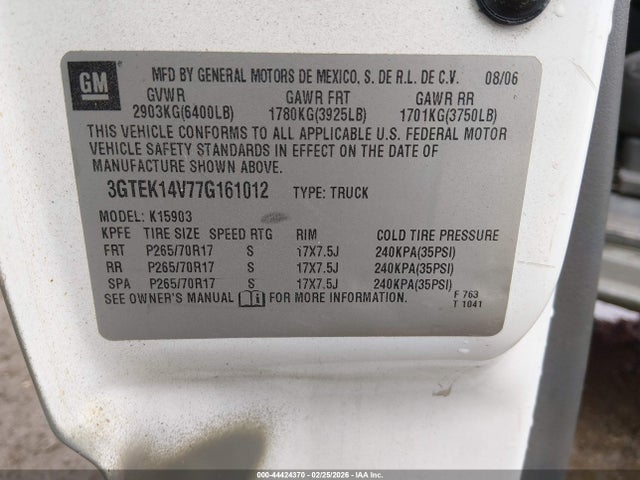 GM
MFD BY GENERAL MOTORS DE MEXICO, S. DE R.L. DE C.V. 08/06
GVWR GAWR FRT GAWR RR
2903KG(6400LB) 1780KG(3925LB) 1701KG(3750LB)
THIS VEHICLE CONFORMS TO ALL APPLICABLE U.S. FEDERAL MOTOR
VEHICLE SAFETY STANDARDS IN EFFECT ON THE DATE OF
MANUFACTURE SHOWN ABOVE.
3GTEK14V77G161012 TYPE: TRUCK
MODEL: K15903
KPFE TIRE SIZE SPEED RTG RIM COLD TIRE PRESSURE
FRT P265/70R17 S 17X7.5J 240KPA(35PSI)
RR P265/70R17 S 17X7.5J 240KPA(35PSI)
SPA P265/70R17 S 17X7.5J 240KPA(35PSI)
SEE OWNER'S MANUAL FOR MORE INFORMATION. F 763
T 1041
000-44424370 02/25/2026 COPART